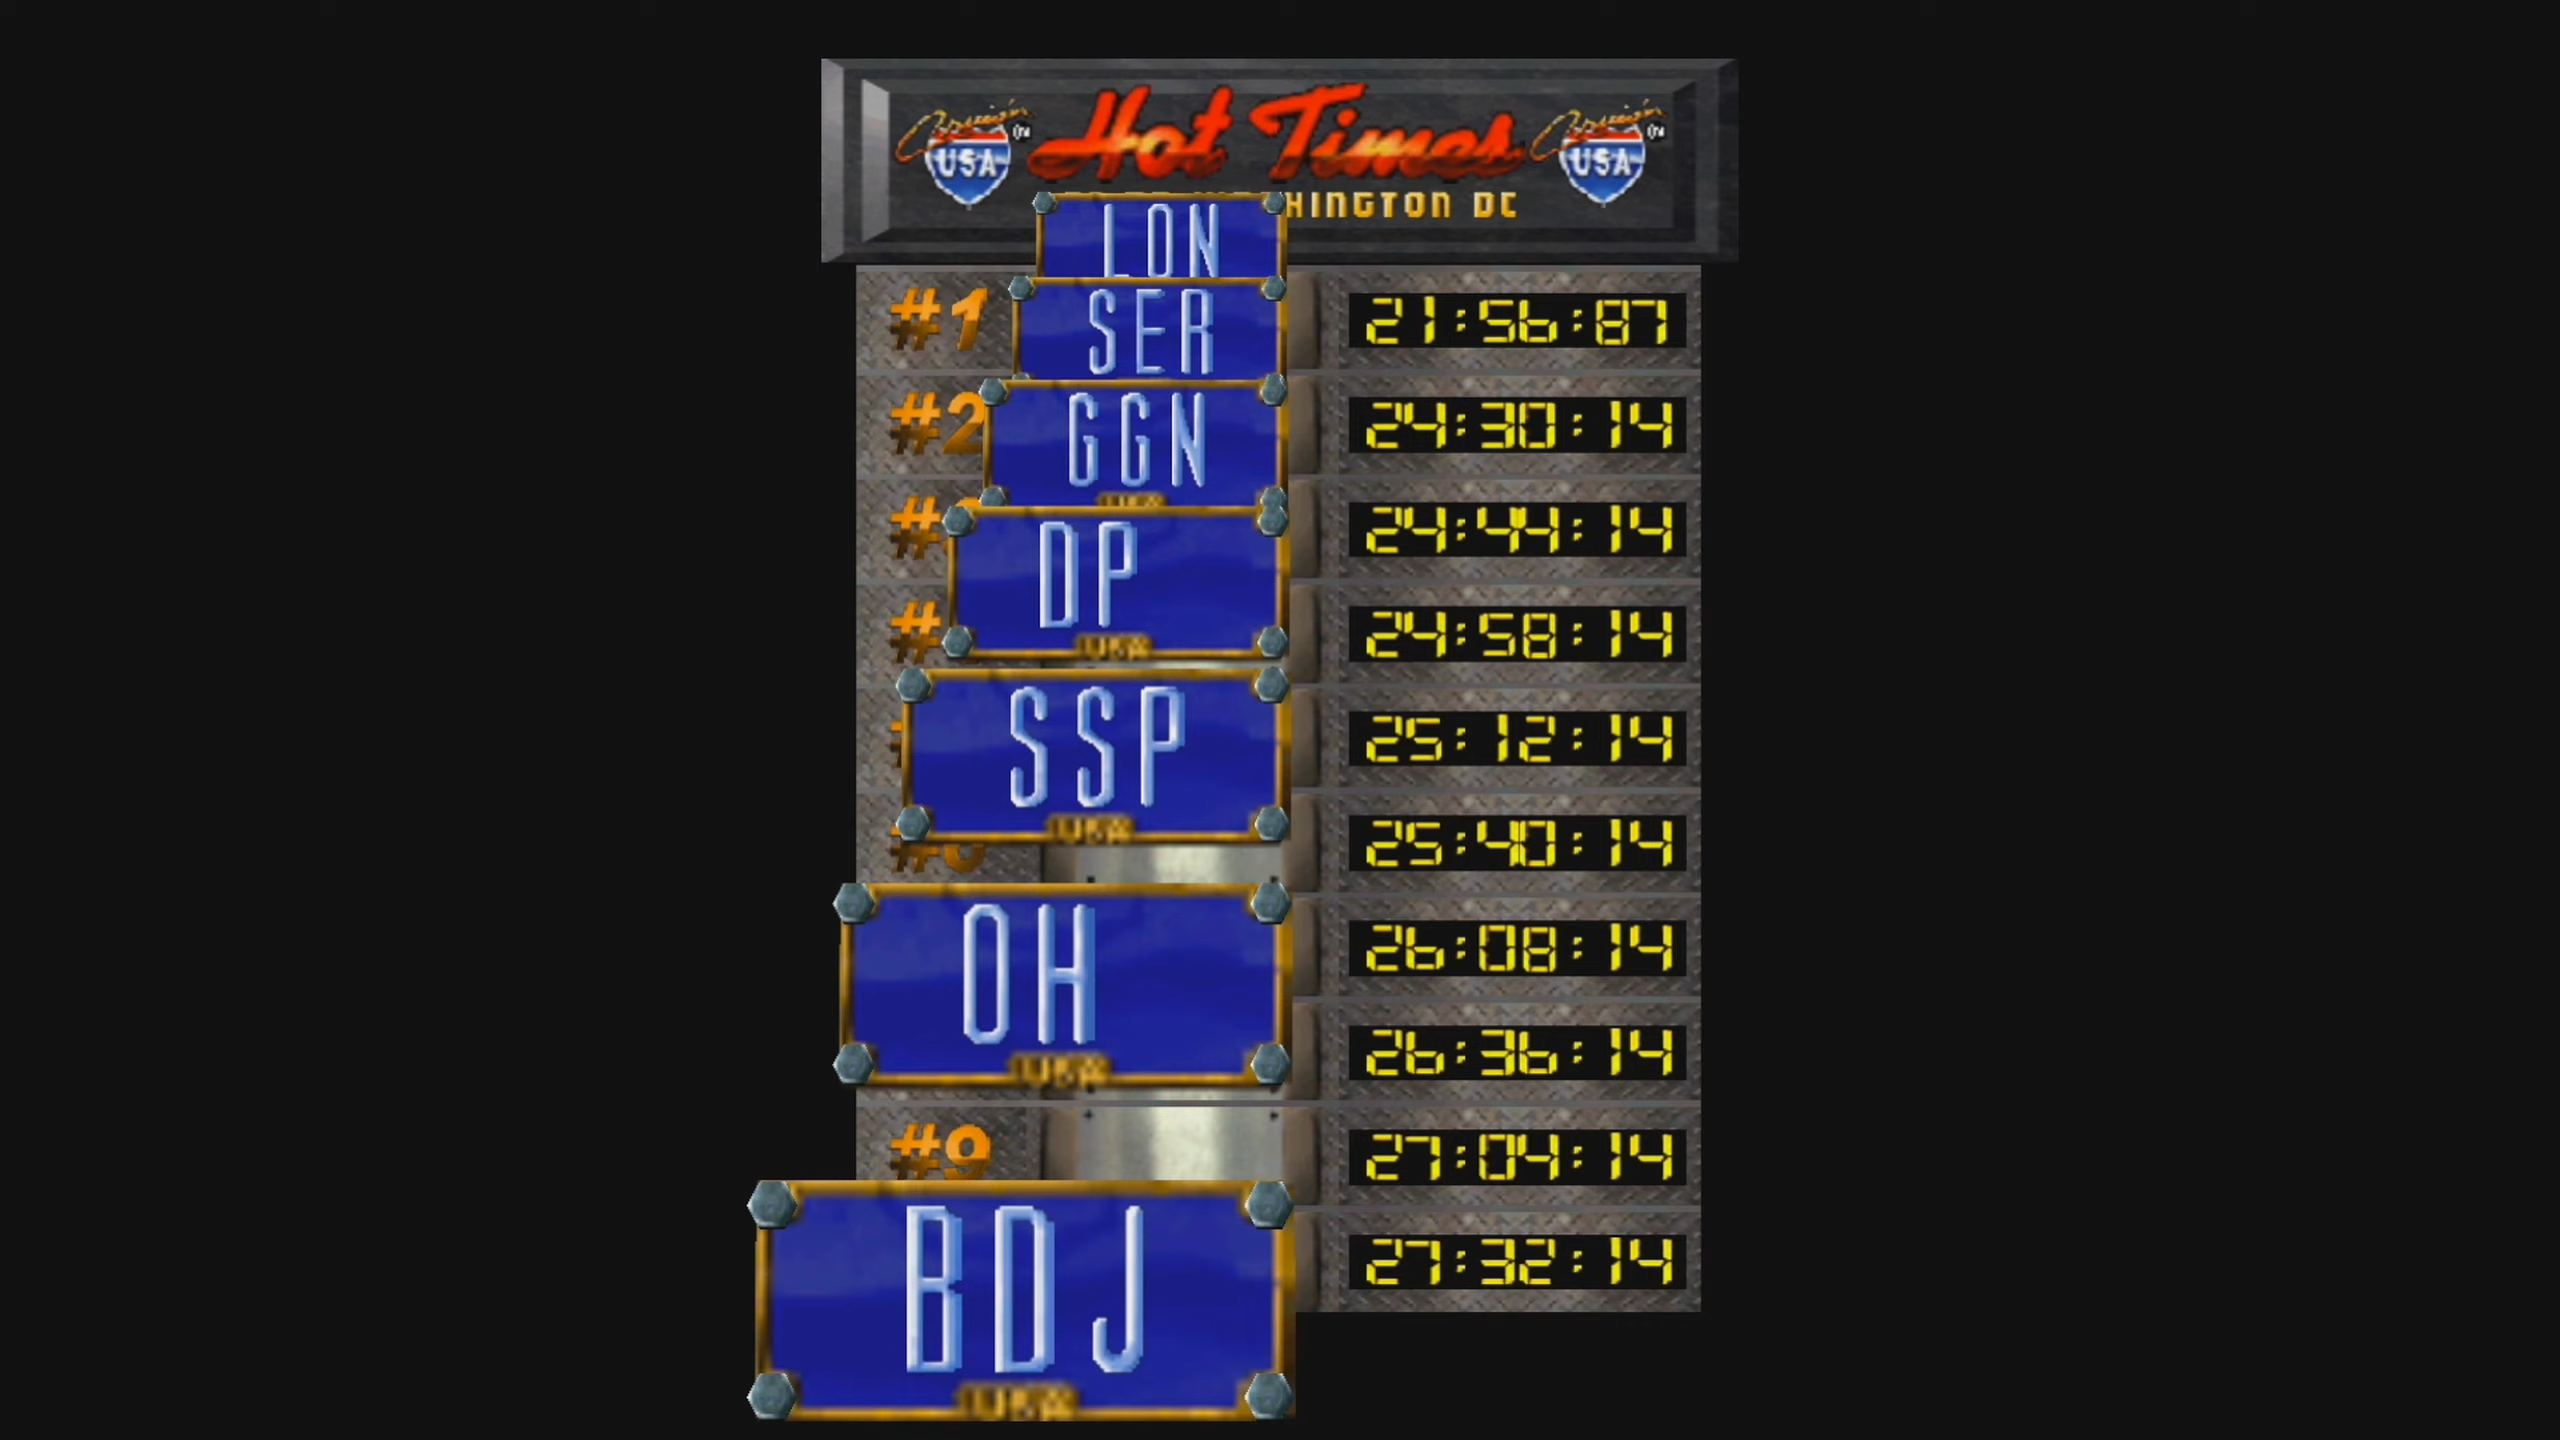 Cruis'n USA Hot Times Cruis'n USA
HINGTON DC
LON
#1 SER 21:56:87
#2 GGN 24:30:14
24:44:14
DP
24:58:14
SSP 25:12:14
25:40:14
OH 26:08:14
26:36:14
#9 27:04:14
BDJ 27:32:14